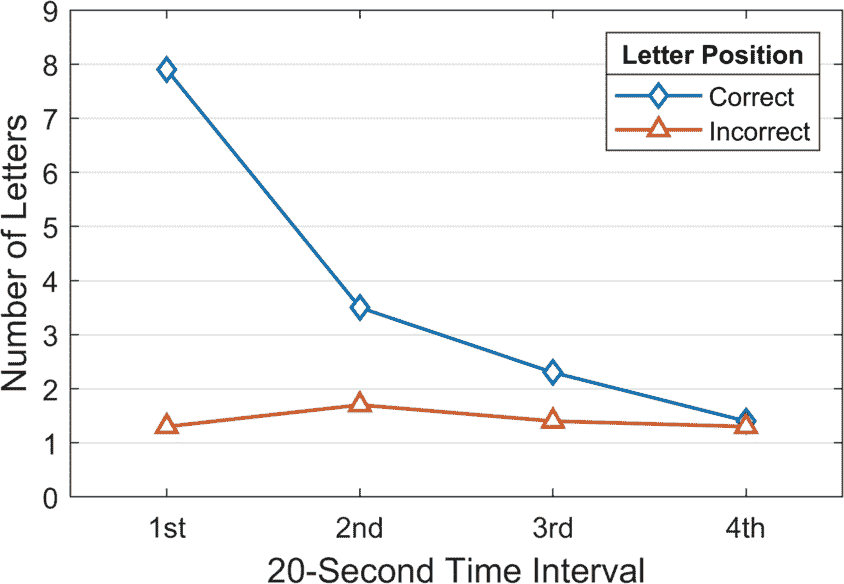 9
8
7
6
5
4
3
2
1
0
Number of Letters
Letter Position
Correct
Incorrect
1st 2nd 3rd 4th
20-Second Time Interval